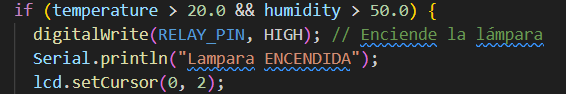 if (temperature > 20.0 && humidity > 50.0) {
digitalWrite(RELAY_PIN, HIGH); // Enciende la lámpara
Serial.println("Lampara ENCENDIDA");
lcd.setCursor(0, 2);